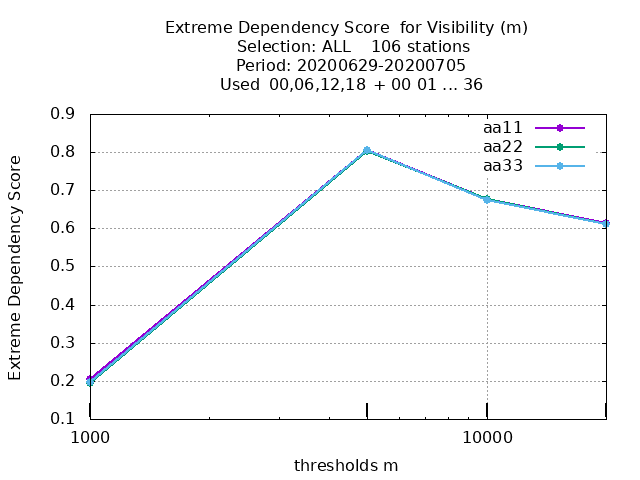 Extreme Dependency Score  for Visibility (m)
Selection: ALL    106 stations
Period: 20200629-20200705
Used  00,06,12,18  + 00 01 ... 36
0.9
0.8
0.7
0.6
0.5
0.4
0.3
0.2
0.1
Extreme Dependency Score
aa11
aa22
aa33
1000
10000
thresholds m